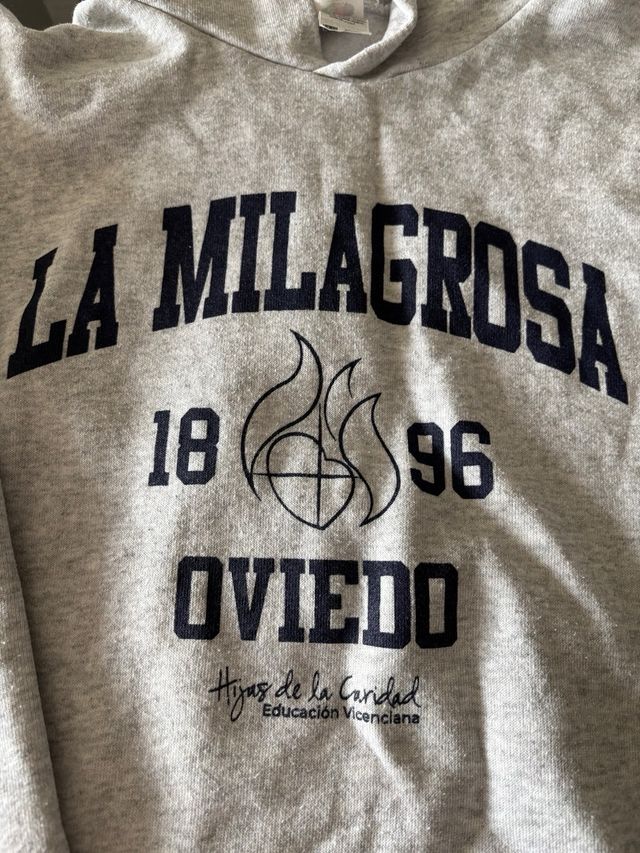 LA MILAGROSA
18 96
OVIEDO
Hijas de la Caridad
Educación Vicenciana